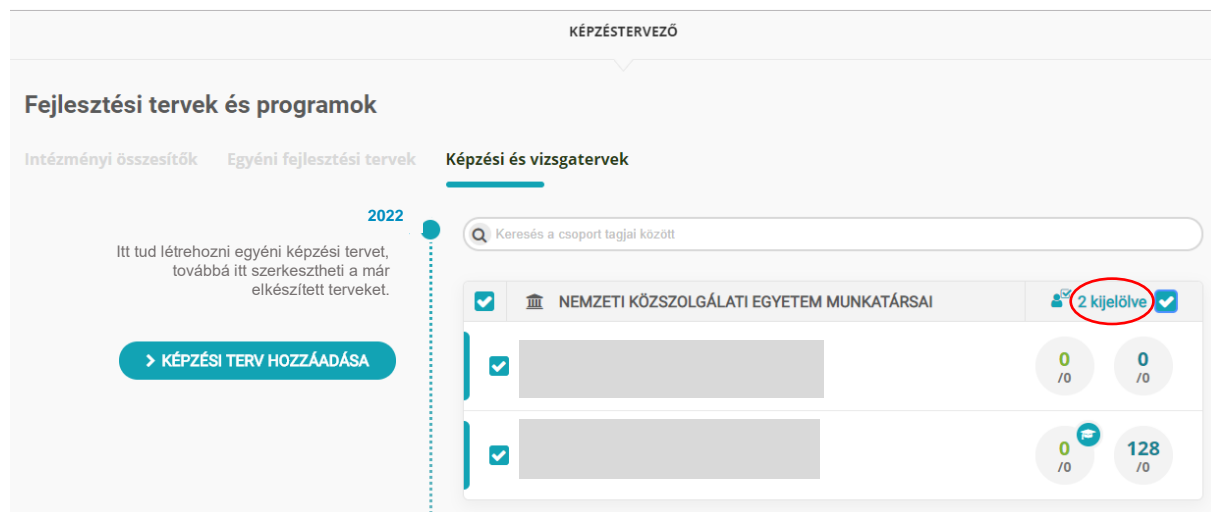 KÉPZÉSTERVEZŐ
Fejlesztési tervek és programok
Intézményi összesítők Egyéni fejlesztési tervek Képzési és vizsgatervek
2022
Itt tud létrehozni egyéni képzési tervet,
továbbá itt szerkesztheti a már
elkészített terveket.
> KÉPZÉSI TERV HOZZÁADÁSA
Keresés a csoport tagjai között
NEMZETI KÖZSZOLGÁLATI EGYETEM MUNKATÁRSAI 2 kijelölve
0 0
/0 /0
0 128
/0 /0